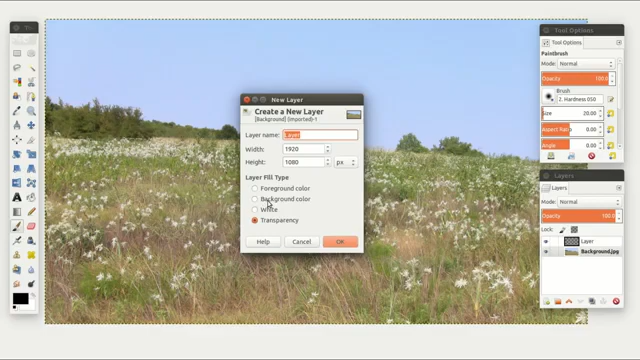 New Layer
Create a New Layer
[Background] (imported)-1
Layer name:
Layer
Width:
1920
Height:
1080
px
Layer Fill Type
Foreground color
Background color
White
Transparency
Help
Cancel
OK
Tool Options
Tool Options
Paintbrush
Mode:
Normal
Opacity
100.0
Brush
2. Hardness 050
Size
20.00
Aspect Ratio
0.00
Angle
0.00
Layers
Layers
Mode:
Normal
Opacity
100.0
Lock:
Layer
Background.jpg